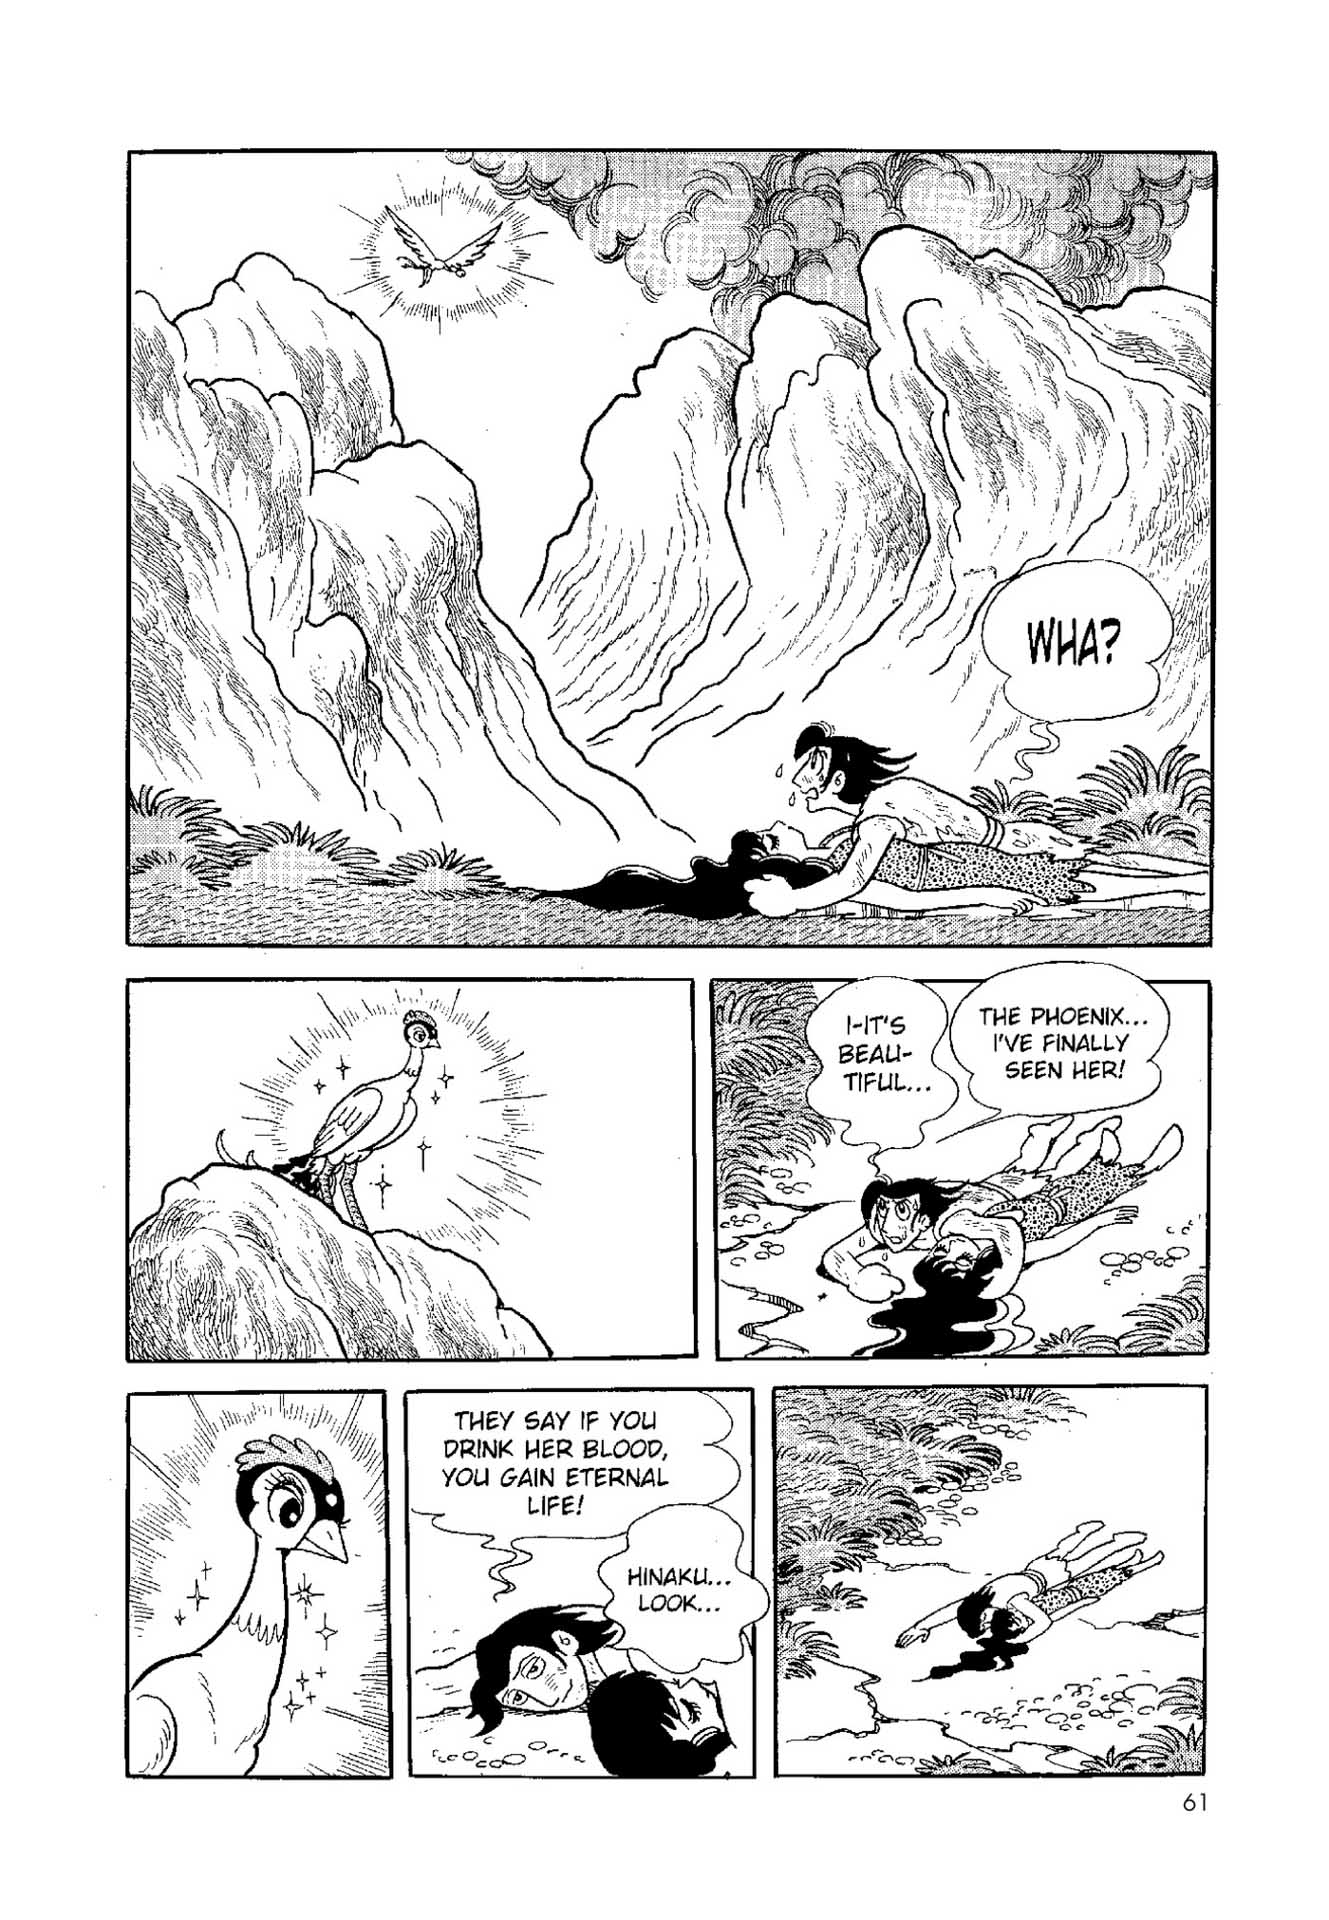 WHA?
I-IT'S
BEAU-
TIFUL...
THE PHOENIX...
I'VE FINALLY
SEEN HER!
THEY SAY IF YOU
DRINK HER BLOOD,
YOU GAIN ETERNAL
LIFE!
HINAKU...
LOOK...
61